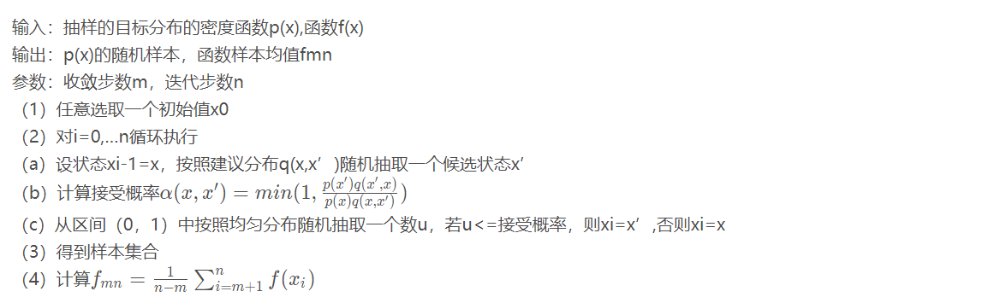 输入：抽样的目标分布的密度函数p(x),函数f(x)
输出：p(x)的随机样本，函数样本均值fmn
参数：收敛步数m，迭代步数n
（1）任意选取一个初始值x0
（2）对i=0,...n循环执行
（a）设状态xi-1=x，按照建议分布q(x,x′)随机抽取一个候选状态x′
（b）计算接受概率α(x, x′) = min(1, \frac{p(x′)q(x′,x)}{p(x)q(x,x′)})
（c）从区间（0，1）中按照均匀分布随机抽取一个数u，若u<=接受概率，则xi=x′,否则xi=x
（3）得到样本集合
（4）计算f_{mn} = \frac{1}{n-m} \sum_{i=m+1}^{n} f(x_i)